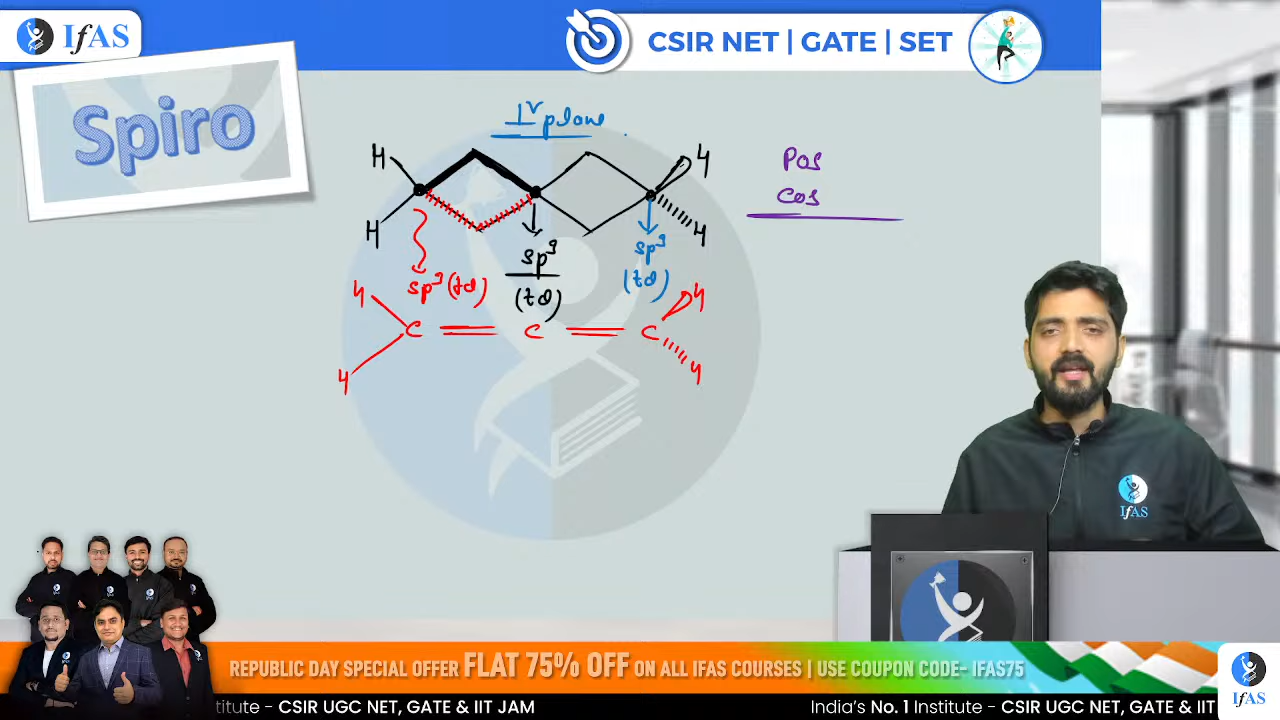 IfAS
CSIR NET | GATE | SET
Spiro
⊥r plane
H
H
H
H
POS
COS
sp3 (td)
sp3
(td)
sp3
(td)
H
H
C = C = C
H
H
IfAS
REPUBLIC DAY SPECIAL OFFER FLAT 75% OFF ON ALL IFAS COURSES | USE COUPON CODE- IFAS75
titute - CSIR UGC NET, GATE & IIT JAM
India's No. 1 Institute - CSIR UGC NET, GATE & IIT
IfAS